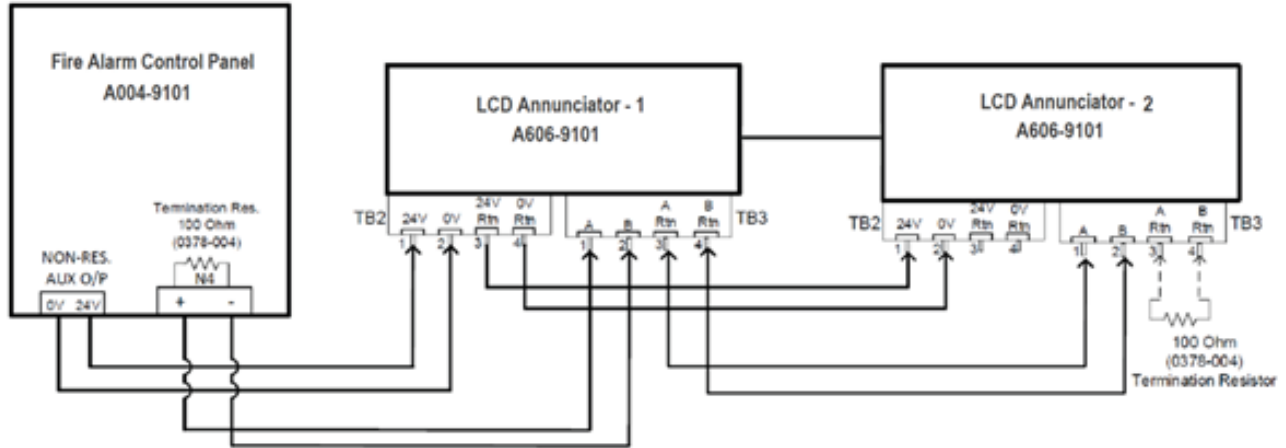 Fire Alarm Control Panel
A004-9101
Termination Res.
100 Ohm
(0378-004)
NON-RES.
AUX O/P
N4
0V 24V
+ -
LCD Annunciator - 1
A606-9101
TB2
24V 0V 24V Rtn 0V Rtn
1 2 3 4
A B A Rtn B Rtn
1 2 3 4
TB3
LCD Annunciator - 2
A606-9101
TB2
24V 0V 24V Rtn 0V Rtn
1 2 3 4
A B A Rtn B Rtn
1 2 3 4
TB3
100 Ohm
(0378-004)
Termination Resistor